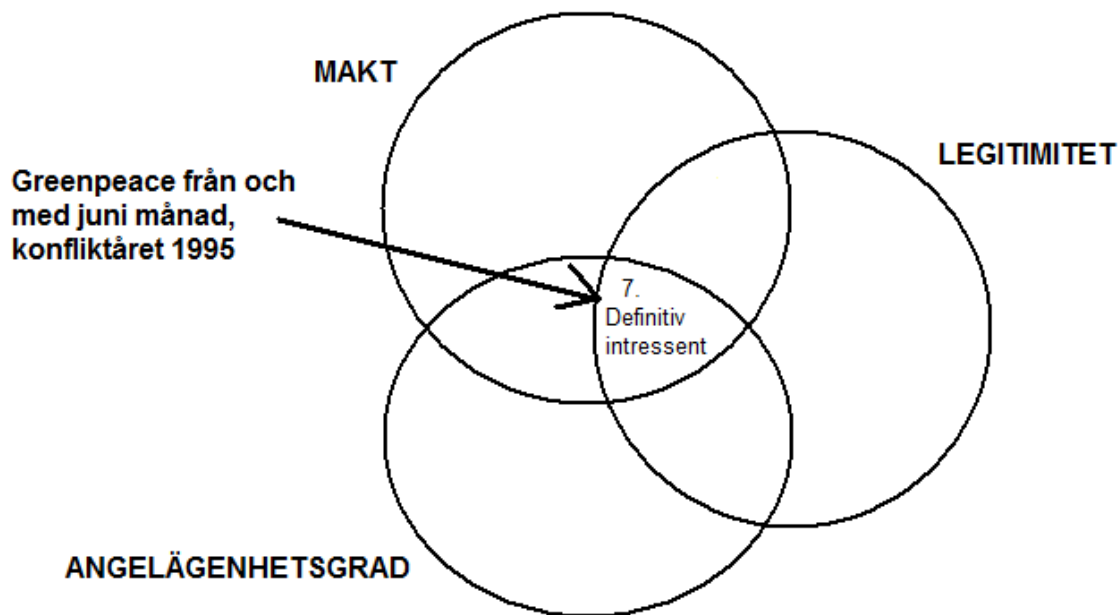 MAKT
LEGITIMITET
Greenpeace från och
med juni månad,
konfliktåret 1995
7.
Definitiv
intressent
ANGELÄGENHETSGRAD